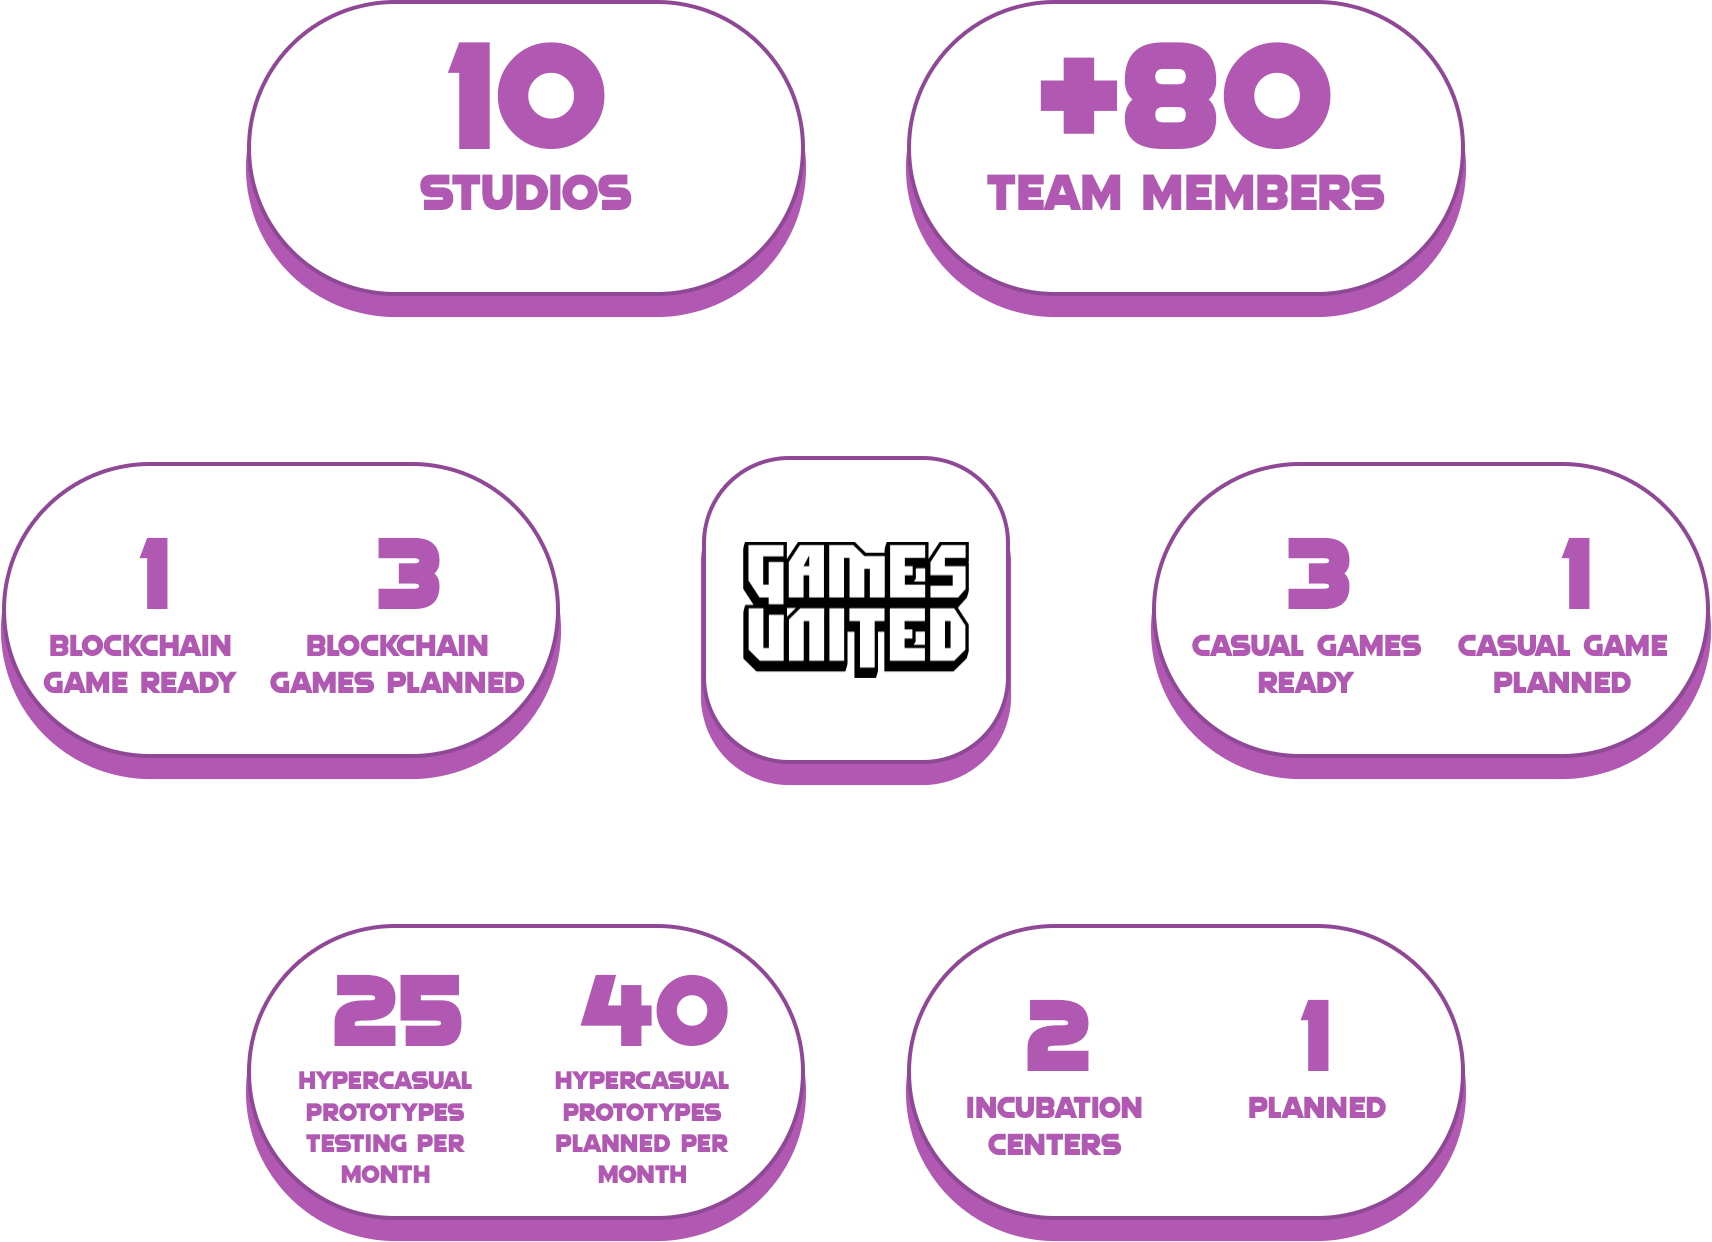 10
STUDIOS
+80
TEAM MEMBERS
1
BLOCKCHAIN
GAME READY
3
BLOCKCHAIN
GAMES PLANNED
GAMES
UNITED
3
CASUAL GAMES
READY
1
CASUAL GAME
PLANNED
25
HYPERCASUAL
PROTOTYPES
TESTING PER
MONTH
40
HYPERCASUAL
PROTOTYPES
PLANNED PER
MONTH
2
INCUBATION
CENTERS
1
PLANNED